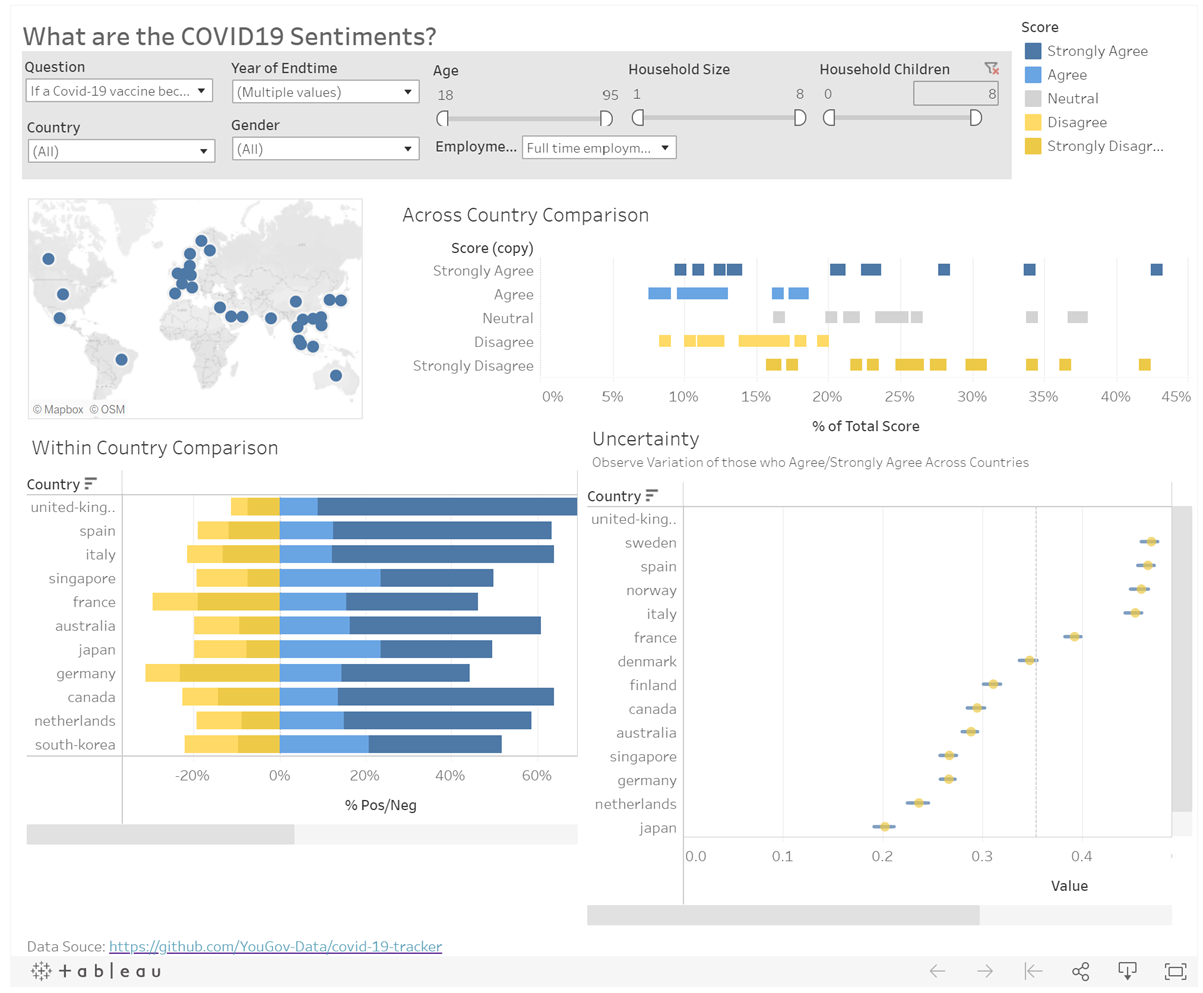 What are the COVID19 Sentiments?
Question
If a Covid-19 vaccine bec...
Country
(All)
Year of Endtime
(Multiple values)
Gender
(All)
Age
18 95
Employme... Full time employm...
Household Size
1 8
Household Children
0 8
Score
Strongly Agree
Agree
Neutral
Disagree
Strongly Disagr...
© Mapbox © OSM
Across Country Comparison
Score (copy)
Strongly Agree
Agree
Neutral
Disagree
Strongly Disagree
0% 5% 10% 15% 20% 25% 30% 35% 40% 45%
% of Total Score
Within Country Comparison
Country
united-king..
spain
italy
singapore
france
australia
japan
germany
canada
netherlands
south-korea
-20% 0% 20% 40% 60%
% Pos/Neg
Uncertainty
Observe Variation of those who Agree/Strongly Agree Across Countries
Country
united-king..
sweden
spain
norway
italy
france
denmark
finland
canada
australia
singapore
germany
netherlands
japan
0.0 0.1 0.2 0.3 0.4
Value
Data Souce: https://github.com/YouGov-Data/covid-19-tracker
+ableau